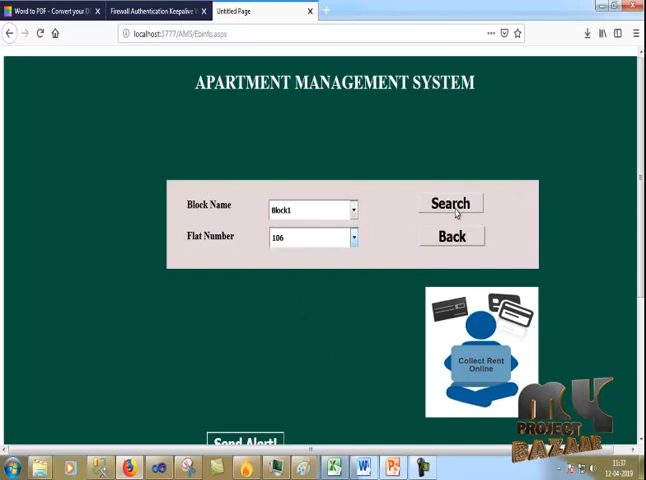 Word to PDF - Convert your D
Firewall Authentication Keepalive
Untitled Page
localhost:3777/AMS/Ebinfo.aspx
APARTMENT MANAGEMENT SYSTEM
Block Name
Block1
Search
Flat Number
106
Back
Collect Rent
Online
Send Alert!
MY
PROJECT
BAZAAR
11:37
12-04-2019